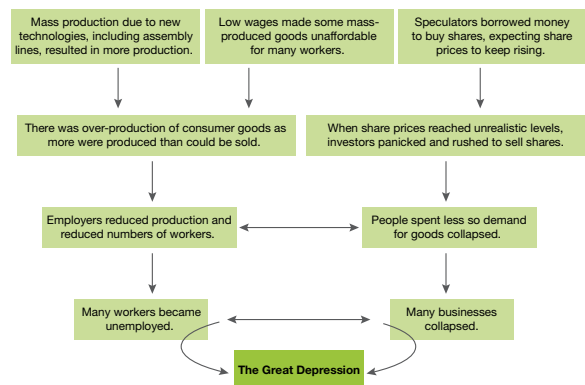 Mass production due to new
technologies, including assembly
lines, resulted in more production.
Low wages made some mass-
produced goods unaffordable
for many workers.
Speculators borrowed money
to buy shares, expecting share
prices to keep rising.
There was over-production of consumer goods as
more were produced than could be sold.
When share prices reached unrealistic levels,
investors panicked and rushed to sell shares.
Employers reduced production and
reduced numbers of workers.
People spent less so demand
for goods collapsed.
Many workers became
unemployed.
Many businesses
collapsed.
The Great Depression